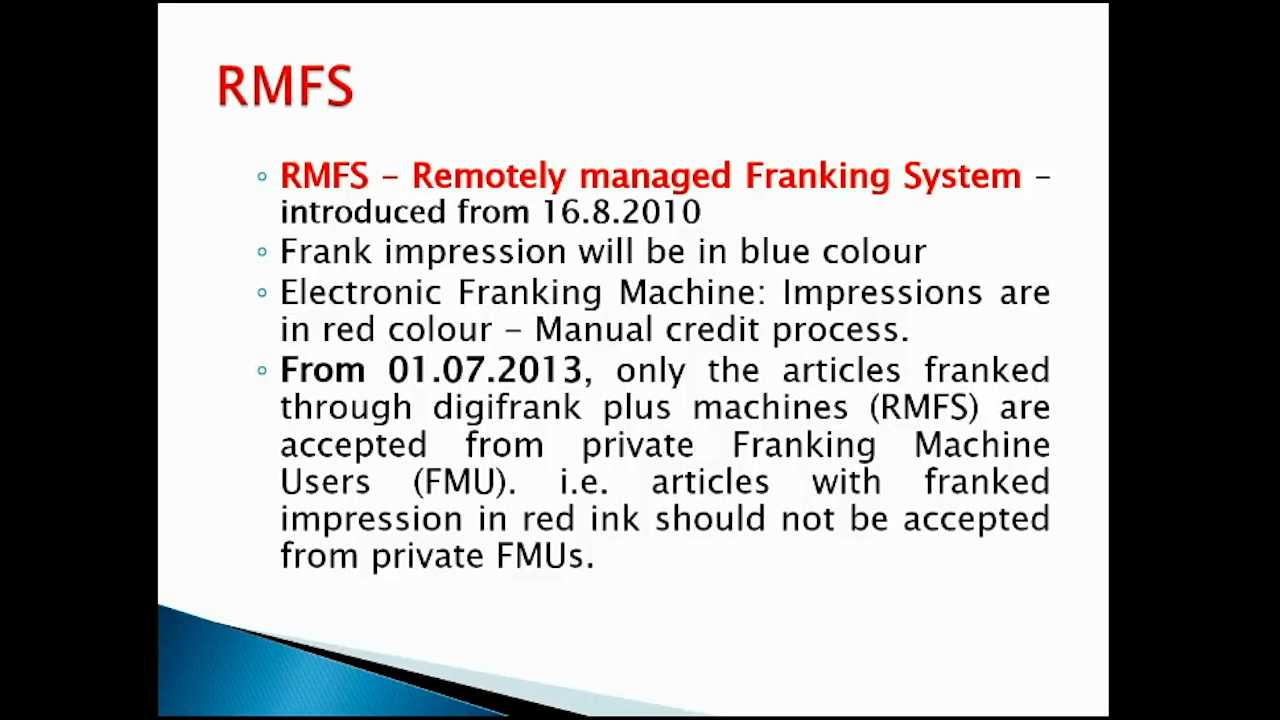 RMFS
◦ RMFS – Remotely managed Franking System –
introduced from 16.8.2010
◦ Frank impression will be in blue colour
◦ Electronic Franking Machine: Impressions are
in red colour – Manual credit process.
◦ From 01.07.2013, only the articles franked
through digifrank plus machines (RMFS) are
accepted from private Franking Machine
Users (FMU). i.e. articles with franked
impression in red ink should not be accepted
from private FMUs.